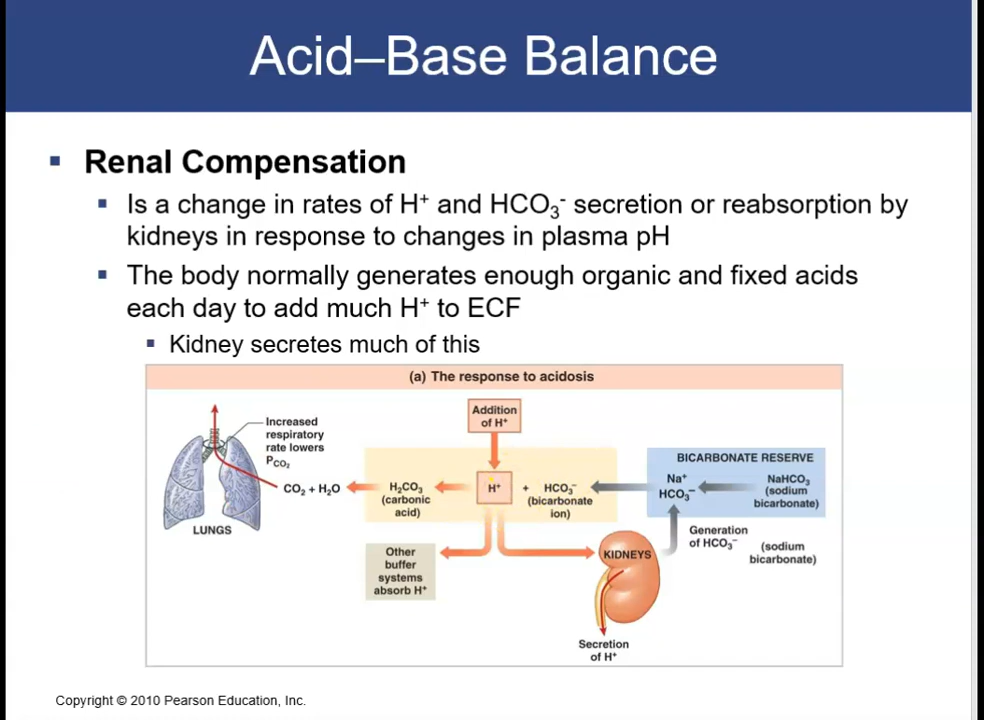 Acid–Base Balance
▪ Renal Compensation
▪ Is a change in rates of H⁺ and HCO₃⁻ secretion or reabsorption by
kidneys in response to changes in plasma pH
▪ The body normally generates enough organic and fixed acids
each day to add much H⁺ to ECF
▪ Kidney secretes much of this
(a) The response to acidosis
Addition
of H⁺
Increased
respiratory
rate lowers
P_CO₂
LUNGS
CO₂ + H₂O
H₂CO₃
(carbonic
acid)
H⁺
+ HCO₃⁻
(bicarbonate
ion)
BICARBONATE RESERVE
Na⁺
HCO₃⁻
NaHCO₃
(sodium
bicarbonate)
Generation
of HCO₃⁻
(sodium
bicarbonate)
Other
buffer
systems
absorb H⁺
KIDNEYS
Secretion
of H⁺
Copyright © 2010 Pearson Education, Inc.